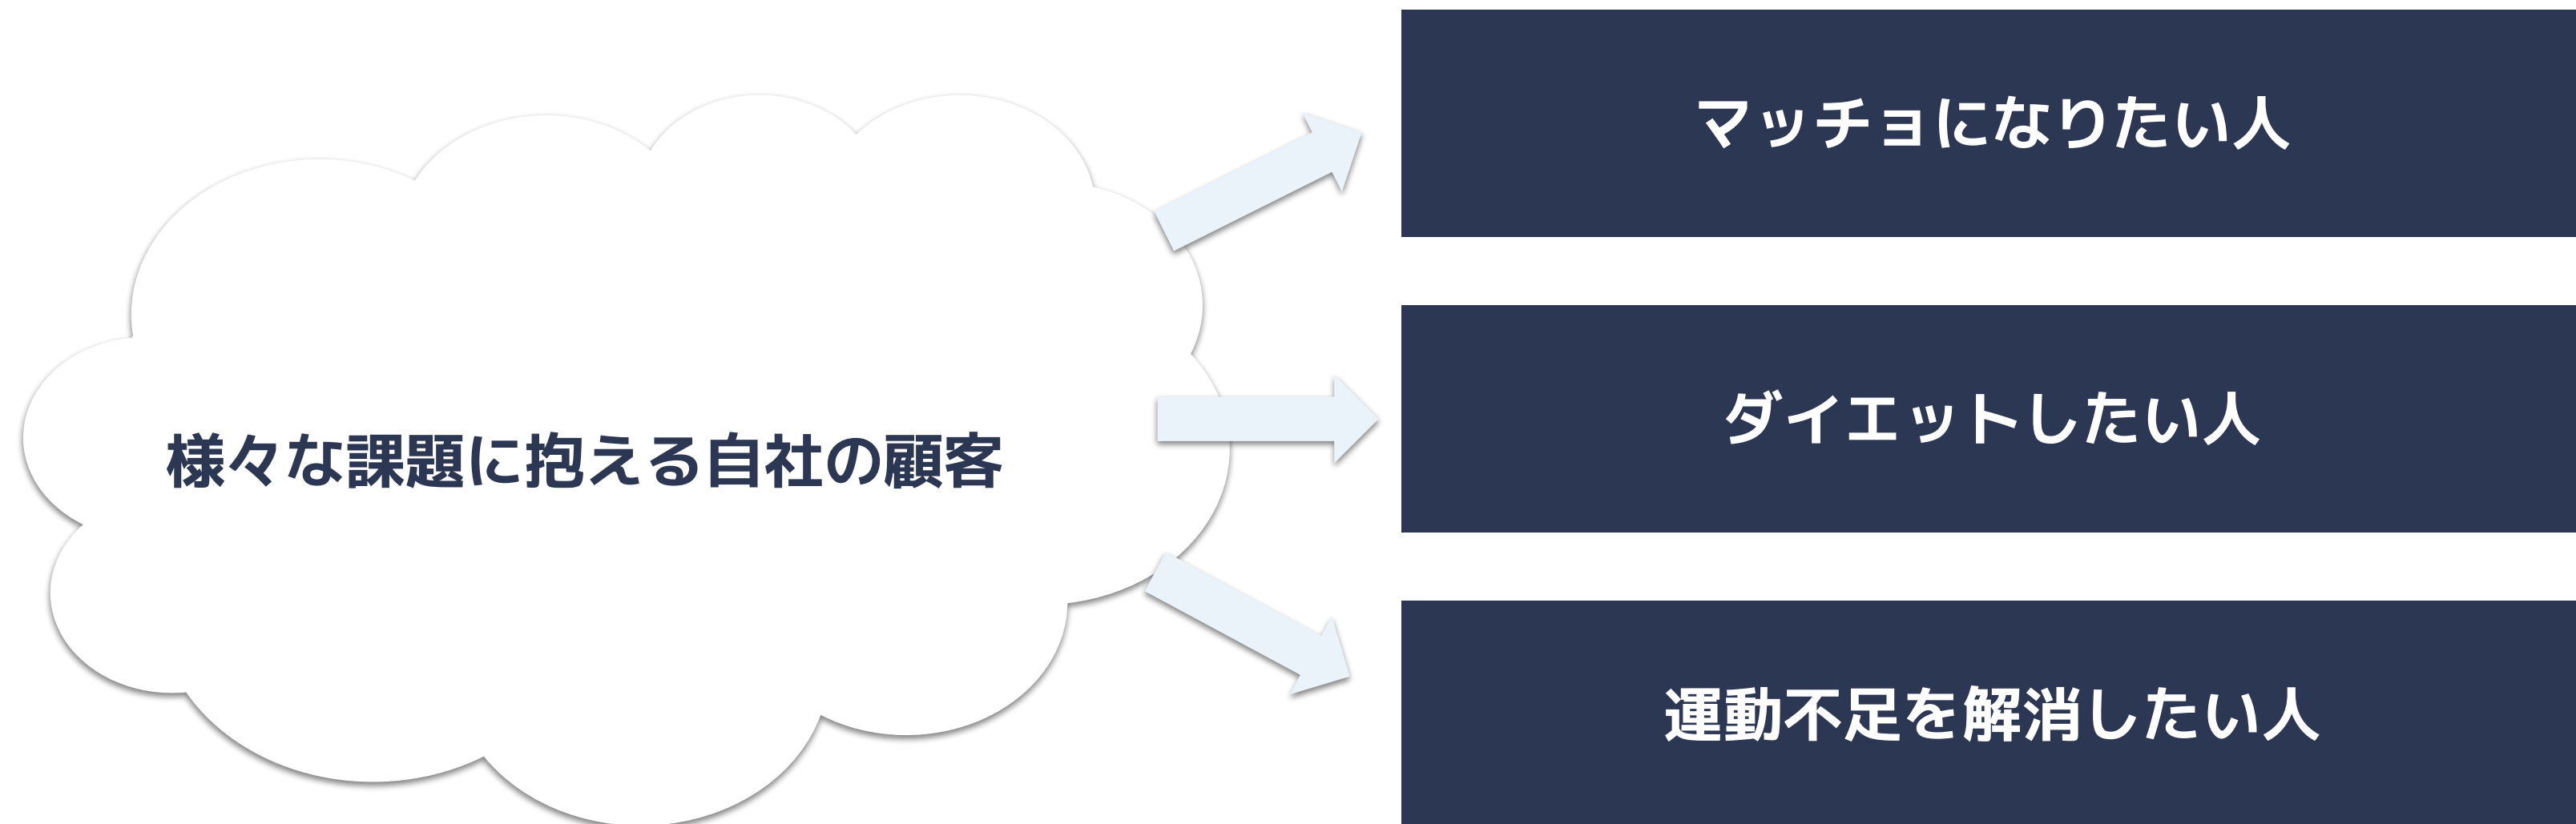 様々な課題に抱える自社の顧客
マッチョになりたい人
ダイエットしたい人
運動不足を解消したい人